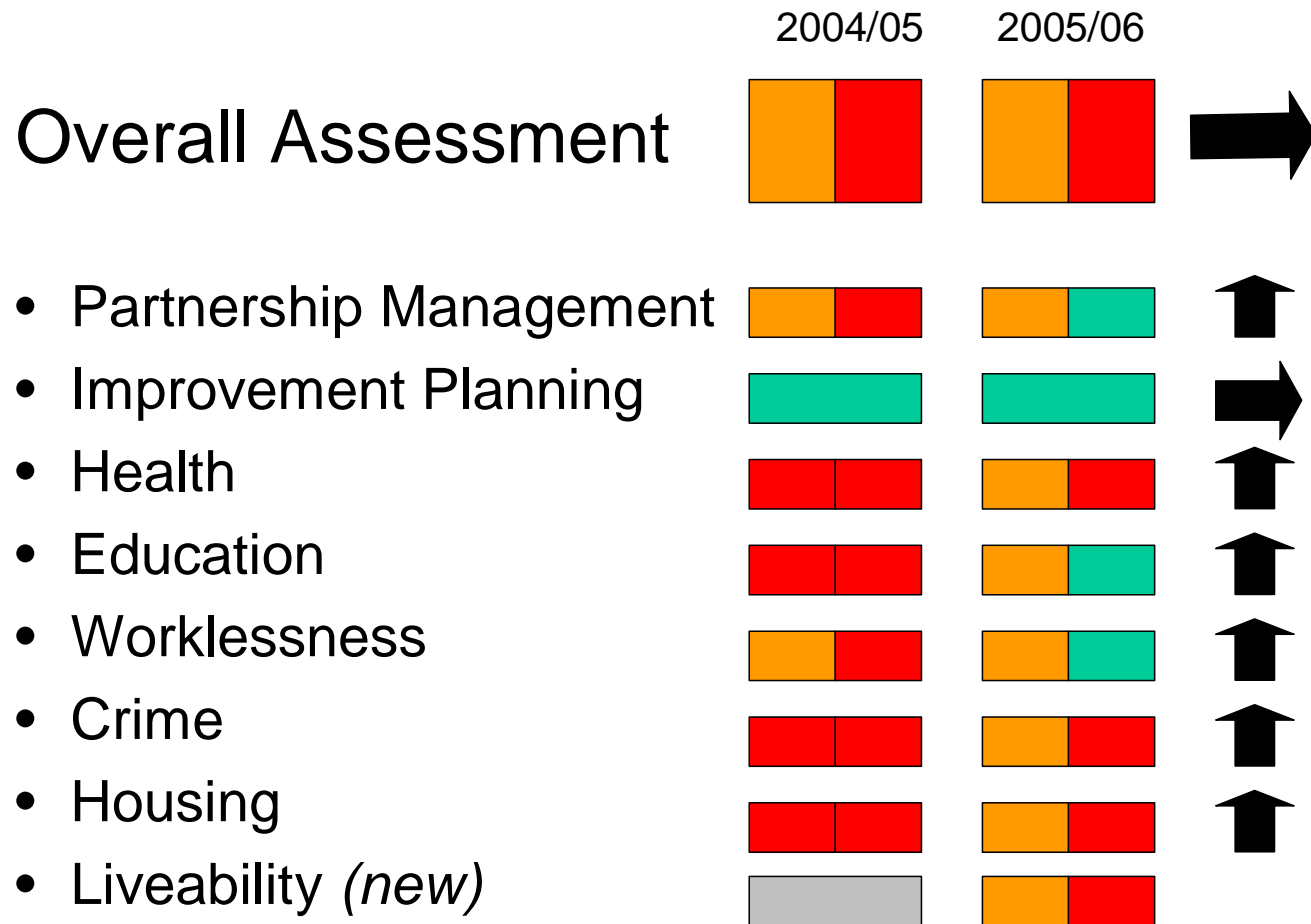 2004/05 2005/06
Overall Assessment
• Partnership Management
• Improvement Planning
• Health
• Education
• Worklessness
• Crime
• Housing
• Liveability (new)